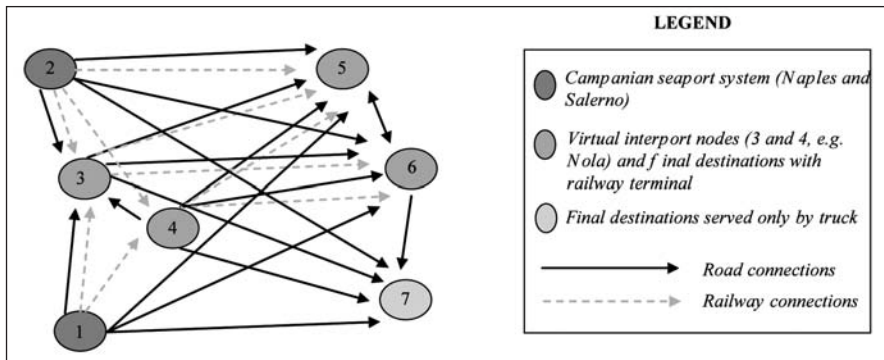 LEGEND
2
5
3
6
4
7
1
Campanian seaport system (Naples and
Salerno)
Virtual interport nodes (3 and 4, e.g.
Nola) and f inal destinations with
railway terminal
Final destinations served only by truck
Road connections
Railway connections